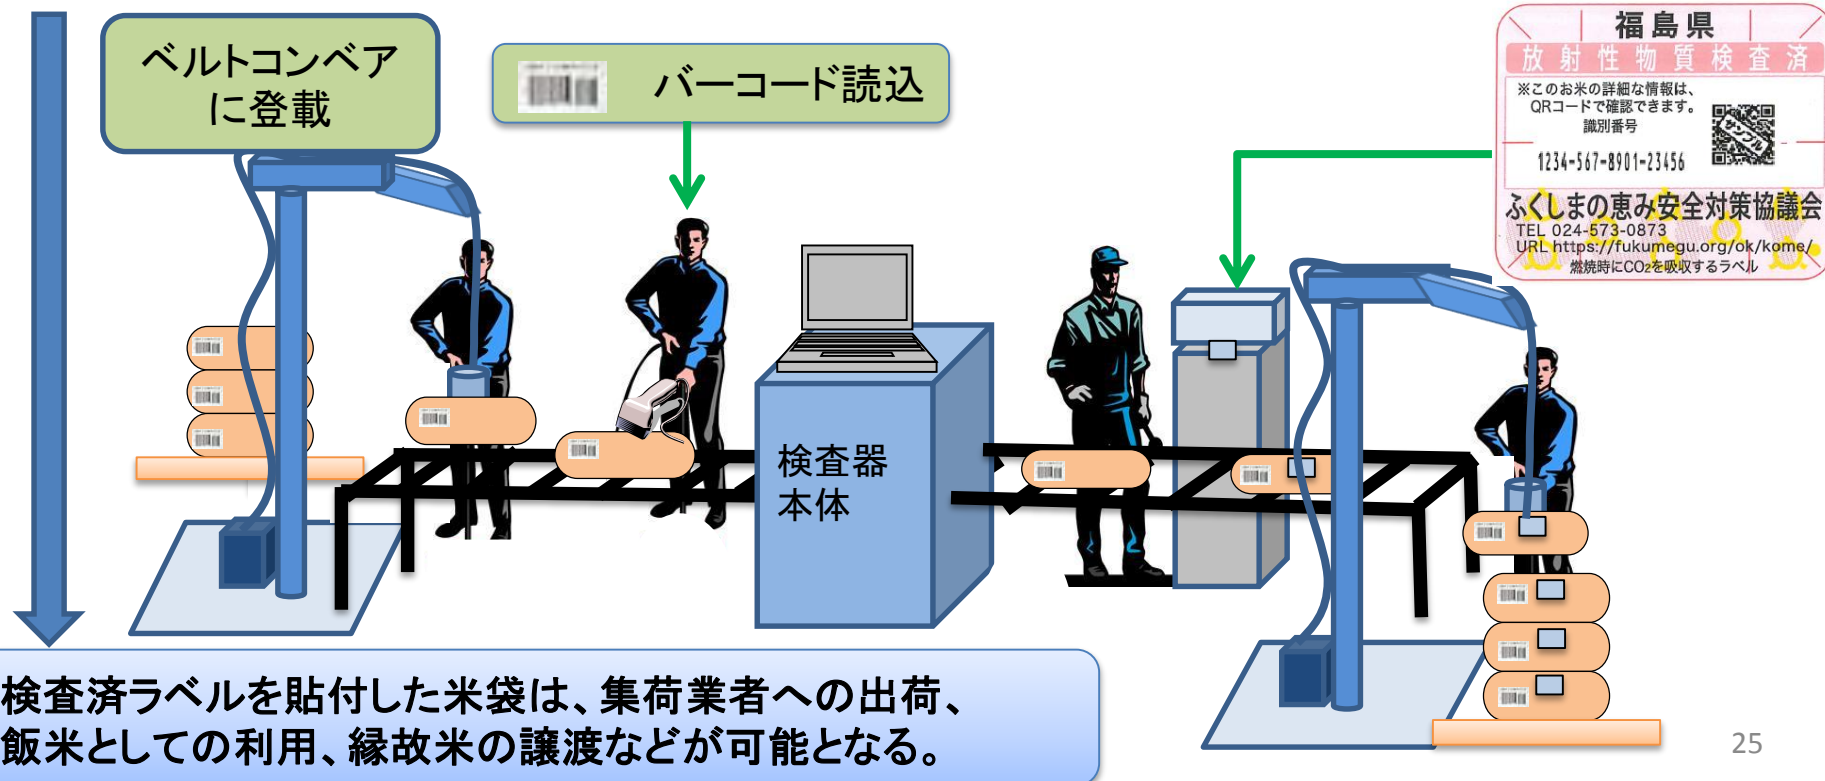 ベルトコンベア
に登載
バーコード読込
福島県
放射性物質検査済
※このお米の詳細な情報は、
QRコードで確認できます。
識別番号
1234-567-8901-23456
サンプル
ふくしまの恵み安全対策協議会
TEL 024-573-0873
URL https://fukumegu.org/ok/kome/
燃焼時にCO2を吸収するラベル
検査器
本体
検査済ラベルを貼付した米袋は、集荷業者への出荷、
飯米としての利用、縁故米の譲渡などが可能となる。
25